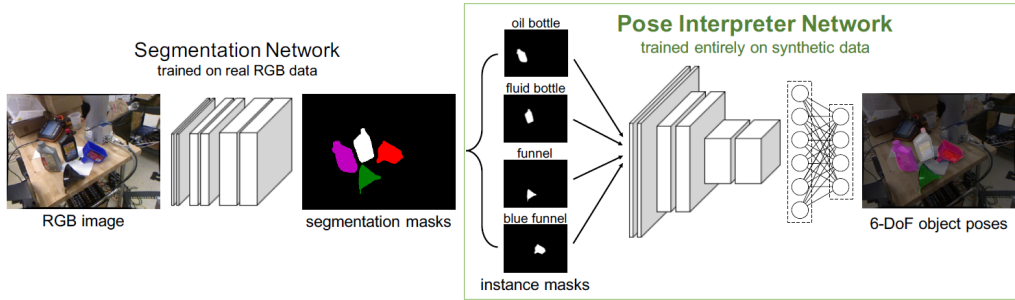 Segmentation Network
trained on real RGB data
RGB image
segmentation masks
Pose Interpreter Network
trained entirely on synthetic data
oil bottle
fluid bottle
funnel
blue funnel
instance masks
6-DoF object poses